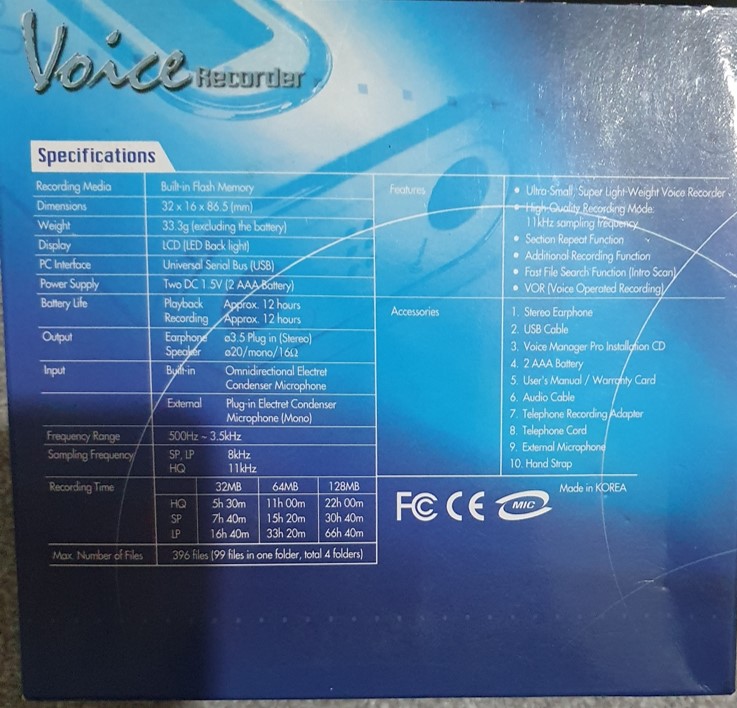 Voice Recorder
Specifications
Recording Media Built-in Flash Memory
Dimensions 32 x 16 x 86.5 (mm)
Weight 33.3g (excluding the battery)
Display LCD (LED Back light)
PC Interface Universal Serial Bus (USB)
Power Supply Two DC 1.5V (2 AAA Battery)
Battery Life Playback Approx. 12 hours
Recording Approx. 12 hours
Output Earphone ø3.5 Plug in (Stereo)
Speaker ø20/mono/16Ω
Input Built-in Omnidirectional Electret
Condenser Microphone
External Plug-in Electret Condenser
Microphone (Mono)
Frequency Range 500Hz ~ 3.5kHz
Sampling Frequency SP, LP 8kHz
HQ 11kHz
Recording Time 32MB 64MB 128MB
HQ 5h 30m 11h 00m 22h 00m
SP 7h 40m 15h 20m 30h 40m
LP 16h 40m 33h 20m 66h 40m
Max. Number of Files 396 files (99 files in one folder, total 4 folders)
Features • Ultra-Small, Super Light-Weight Voice Recorder
• High-Quality Recording Mode:
11kHz sampling frequency
• Section Repeat Function
• Additional Recording Function
• Fast File Search Function (Intro Scan)
• VOR (Voice Operated Recording)
Accessories 1. Stereo Earphone
2. USB Cable
3. Voice Manager Pro Installation CD
4. 2 AAA Battery
5. User's Manual / Warranty Card
6. Audio Cable
7. Telephone Recording Adapter
8. Telephone Cord
9. External Microphone
10. Hand Strap
FC CE MIC
Made in KOREA